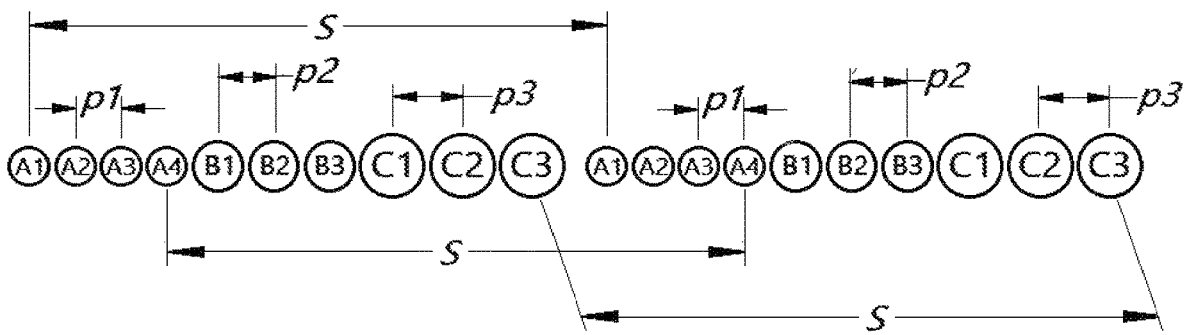 S
p2 p2
p1 p3 p1 p3
A1 A2 A3 A4 B1 B2 B3 C1 C2 C3 A1 A2 A3 A4 B1 B2 B3 C1 C2 C3
S
S